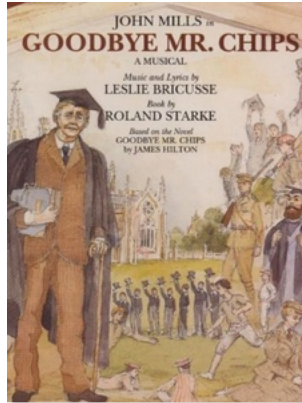 JOHN MILLS in
GOODBYE MR. CHIPS
A MUSICAL
Music and Lyrics by
LESLIE BRICUSSE
Book by
ROLAND STARKE
Based on the Novel
GOODBYE MR. CHIPS
by JAMES HILTON